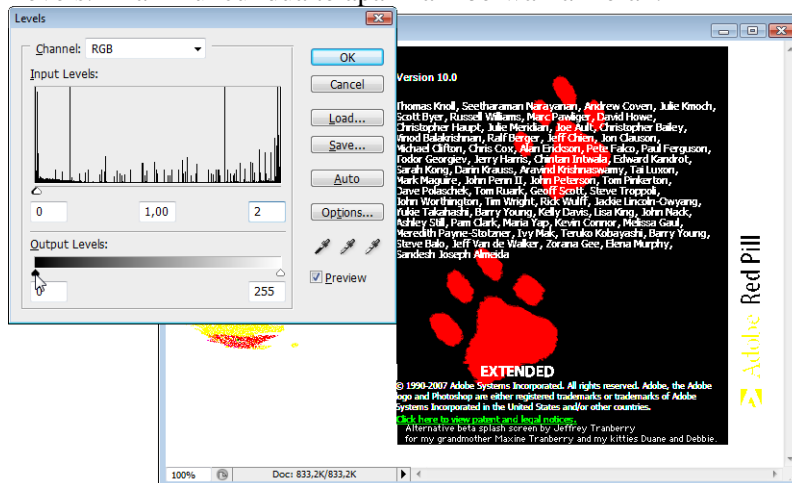 Levels
Channel: RGB
Input Levels:
0 1,00 2
Output Levels:
0 255
OK
Cancel
Load...
Save...
Auto
Options...
Preview
Version 10.0
Thomas Knoll, Seetharaman Narayanan, Andrew Coven, Julie Kmoch,
Scott Byer, Russell Williams, Marc Pawliger, David Howe,
Christopher Haupt, Julie Meridian, Joe Ault, Christopher Bailey,
Vinod Balakrishnan, Ralf Berger, Jeff Chien, Jon Clauson,
Michael Clifton, Chris Cox, Alan Erickson, Pete Falco, Paul Ferguson,
Todor Georgiev, Jerry Harris, Chintan Intwala, Edward Kandrot,
Sarah Kong, Darin Krauss, Aravind Krishnaswamy, Tai Luxon,
Mark Maguire, John Penn II, John Peterson, Tom Pinkerton,
Dave Polaschek, Tom Ruark, Geoff Scott, Steve Troppoli,
John Worthington, Tim Wright, Rick Wulff, Jackie Lincoln-Owyang,
Yukie Takahashi, Barry Young, Kelly Davis, Lisa King, John Nack,
Ashley Still, Pam Clark, Maria Yap, Kevin Connor, Melissa Gaul,
Meredith Payne-Stotzner, Ivy Mak, Teruko Kobayashi, Barry Young,
Steve Balo, Jeff Van de Walker, Zorana Gee, Elena Murphy,
Sandesh Joseph Almeida
EXTENDED
© 1990-2007 Adobe Systems Incorporated. All rights reserved. Adobe, the Adobe
logo and Photoshop are either registered trademarks or trademarks of Adobe
Systems Incorporated in the United States and/or other countries.
Click here to view patent and legal notices.
Alternative beta splash screen by Jeffrey Tranberry
for my grandmother Maxine Tranberry and my kitties Duane and Debbie.
Adobe Red Pill
100% Doc: 833,2K/833,2K